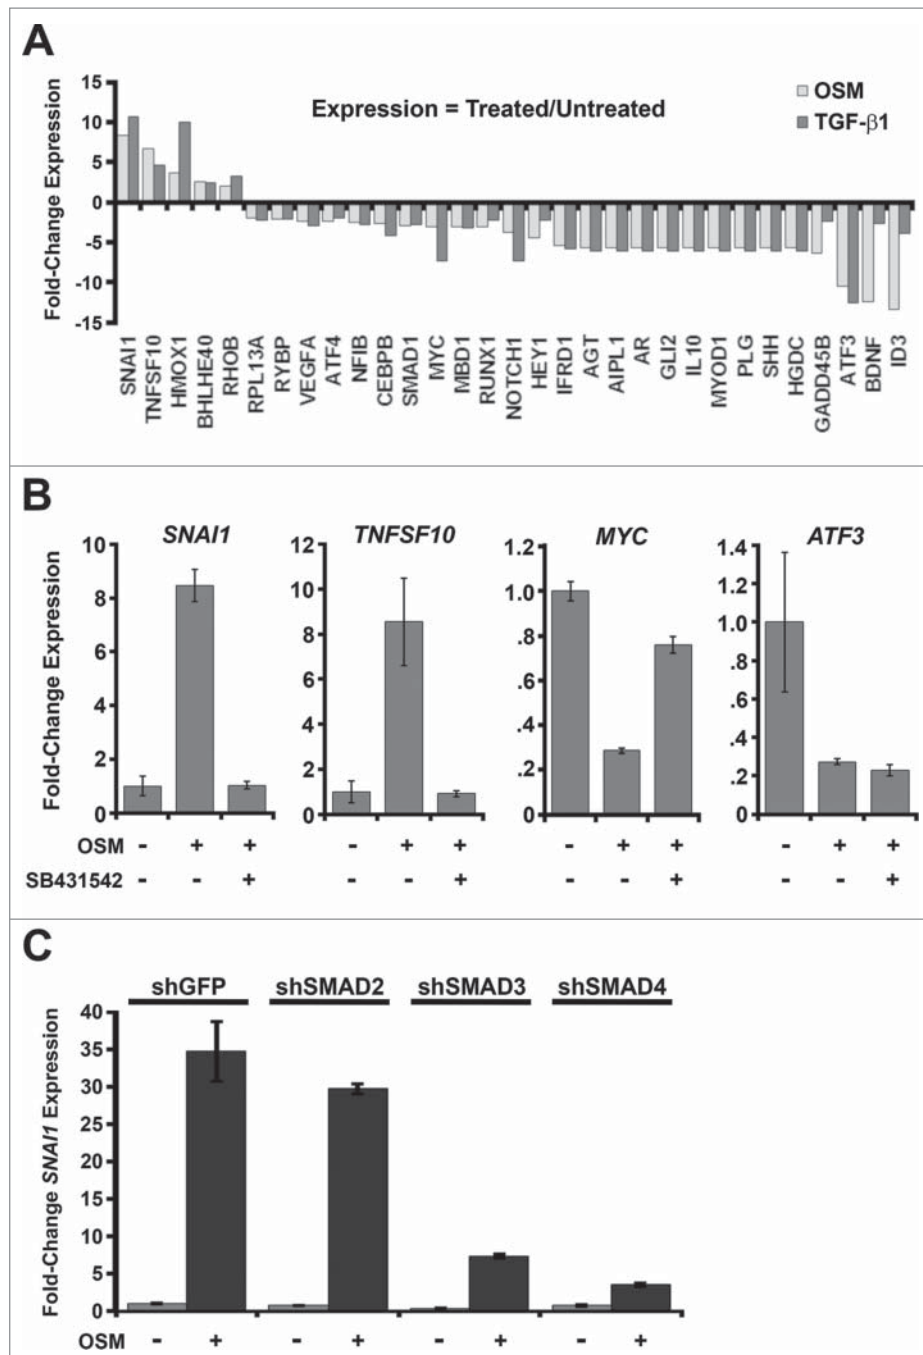 A
Fold-Change Expression
15
10
5
0
-5
-10
-15
Expression = Treated/Untreated
OSM
TGF-β1
SNAI1
TNFSF10
HMOX1
BHLHE40
RHOB
RPL13A
RYBP
VEGFA
ATF4
NFIB
CEBPB
SMAD1
MYC
MBD1
RUNX1
NOTCH1
HEY1
IFRD1
AGT
AIPL1
AR
GLI2
IL10
MYOD1
PLG
SHH
HGDC
GADD45B
ATF3
BDNF
ID3
B
Fold-Change Expression
SNAI1
10
8
6
4
2
0
TNFSF10
12
10
8
6
4
2
0
MYC
1.2
1.0
.8
.6
.4
.2
0
ATF3
1.4
1.2
1.0
.8
.6
.4
.2
0
OSM - + + - + + - + + - + +
SB431542 - - + - - + - - + - - +
C
shGFP shSMAD2 shSMAD3 shSMAD4
Fold-Change SNAI1 Expression
40
35
30
25
20
15
10
5
0
OSM - + - + - + - +